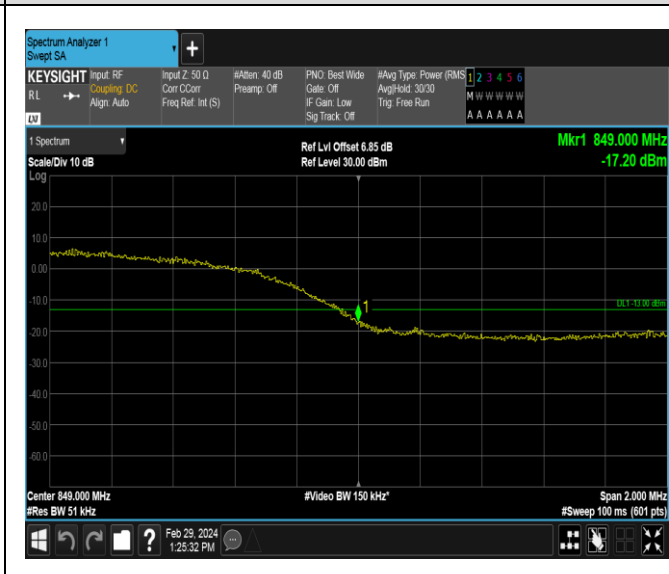 Spectrum Analyzer 1
Swept SA
+
KEYSIGHT
RL
LXI
Input: RF
Coupling: DC
Align: Auto
Input Z: 50 Ω
Corr CCorr
Freq Ref: Int (S)
#Atten: 40 dB
Preamp: Off
PNO: Best Wide
Gate: Off
IF Gain: Low
Sig Track: Off
#Avg Type: Power (RMS
Avg|Hold: 30/30
Trig: Free Run
1 2 3 4 5 6
M W W W W W
A A A A A A
1 Spectrum
Scale/Div 10 dB
Log
Ref Lvl Offset 6.85 dB
Ref Level 30.00 dBm
Mkr1 849.000 MHz
-17.20 dBm
20.0
10.0
0.00
-10.0
-20.0
-30.0
-40.0
-50.0
-60.0
1
DL1 -13.00 dBm
Center 849.000 MHz
#Res BW 51 kHz
#Video BW 150 kHz*
Span 2.000 MHz
#Sweep 100 ms (601 pts)
?
Feb 29, 2024
1:25:32 PM